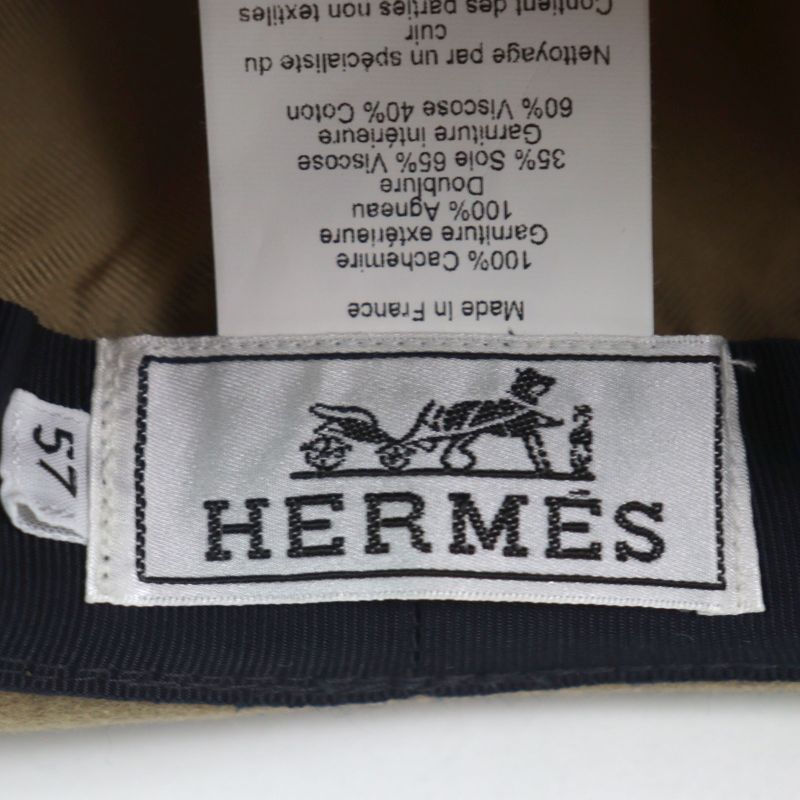 Made in France
100% Cachemire
Garniture extérieure
100% Agneau
Doublure
35% Soie 65% Viscose
Garniture intérieure
60% Viscose 40% Coton
Nettoyage par un spécialiste du
cuir
Contient des parties non textiles
57
HERMÈS